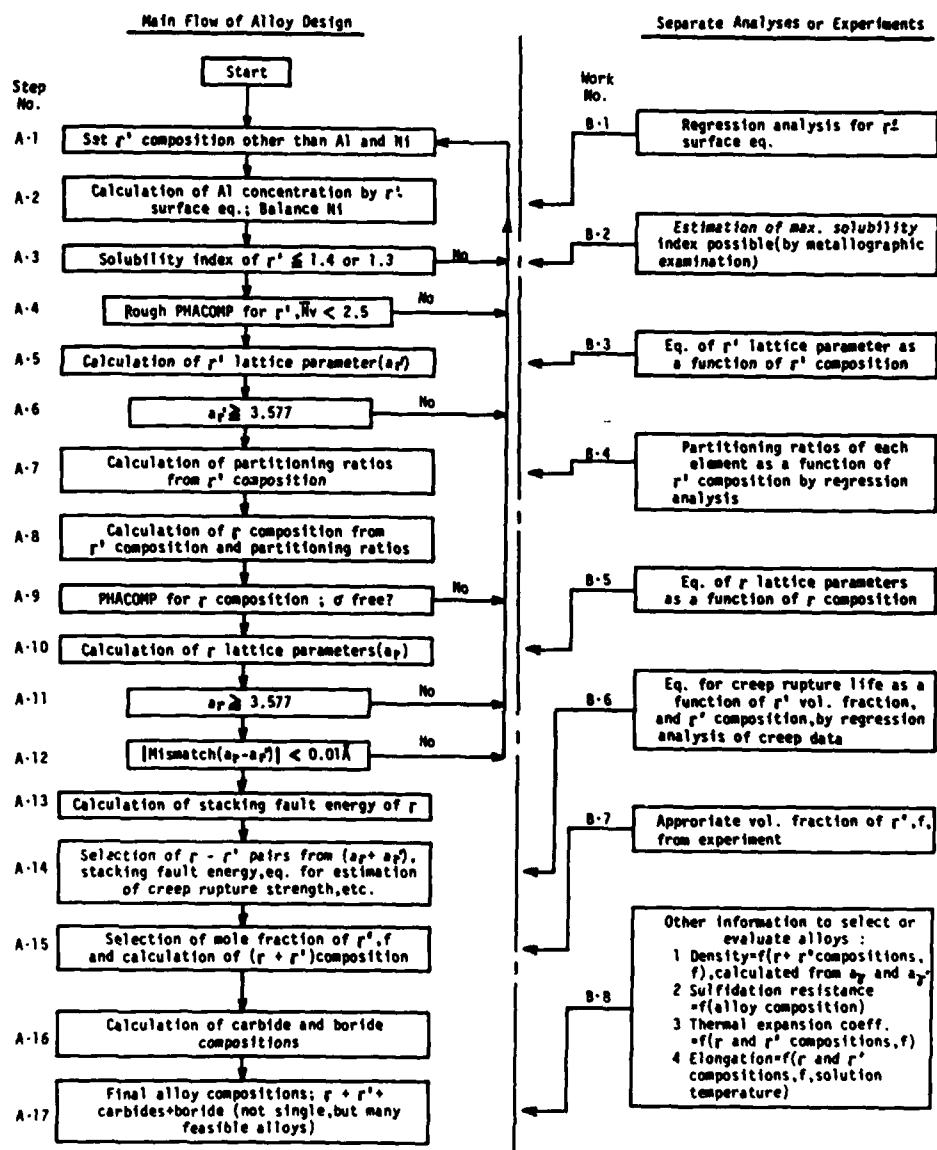 Main Flow of Alloy Design
Separate Analyses or Experiments
Start
Step
No.
Work
No.
A·1
Set r' composition other than Al and Ni
A·2
Calculation of Al concentration by r'
surface eq.; Balance Ni
A·3
Solubility index of r' ≦ 1.4 or 1.3
No
A·4
Rough PHACOMP for r', N̅v < 2.5
No
A·5
Calculation of r' lattice parameter(ar')
A·6
ar' ≧ 3.577
No
A·7
Calculation of partitioning ratios
from r' composition
A·8
Calculation of r composition from
r' composition and partitioning ratios
A·9
PHACOMP for r composition ; σ free?
No
A·10
Calculation of r lattice parameters(ar)
A·11
ar ≧ 3.577
No
A·12
|Mismatch(ar-ar')| < 0.01Å
No
A·13
Calculation of stacking fault energy of r
A·14
Selection of r - r' pairs from (ar+ ar'),
stacking fault energy,eq. for estimation
of creep rupture strength,etc.
A·15
Selection of mole fraction of r',f
and calculation of (r + r')composition
A·16
Calculation of carbide and boride
compositions
A·17
Final alloy compositions; r + r'+
carbides+boride (not single,but many
feasible alloys)
B·1
Regression analysis for r'
surface eq.
B·2
Estimation of max. solubility
index possible(by metallographic
examination)
B·3
Eq. of r' lattice parameter as
a function of r' composition
B·4
Partitioning ratios of each
element as a function of
r' composition by regression
analysis
B·5
Eq. of r lattice parameters
as a function of r composition
B·6
Eq. for creep rupture life as a
function of r' vol. fraction,
and r' composition,by regression
analysis of creep data
B·7
Approriate vol. fraction of r',f,
from experiment
B·8
Other information to select or
evaluate alloys :
1 Density=f(r+ r'compositions,
f),calculated from aγ and aγ'
2 Sulfidation resistance
=f(alloy composition)
3 Thermal expansion coeff.
=f(r and r' compositions,f)
4 Elongation=f(r and r'
compositions,f,solution
temperature)